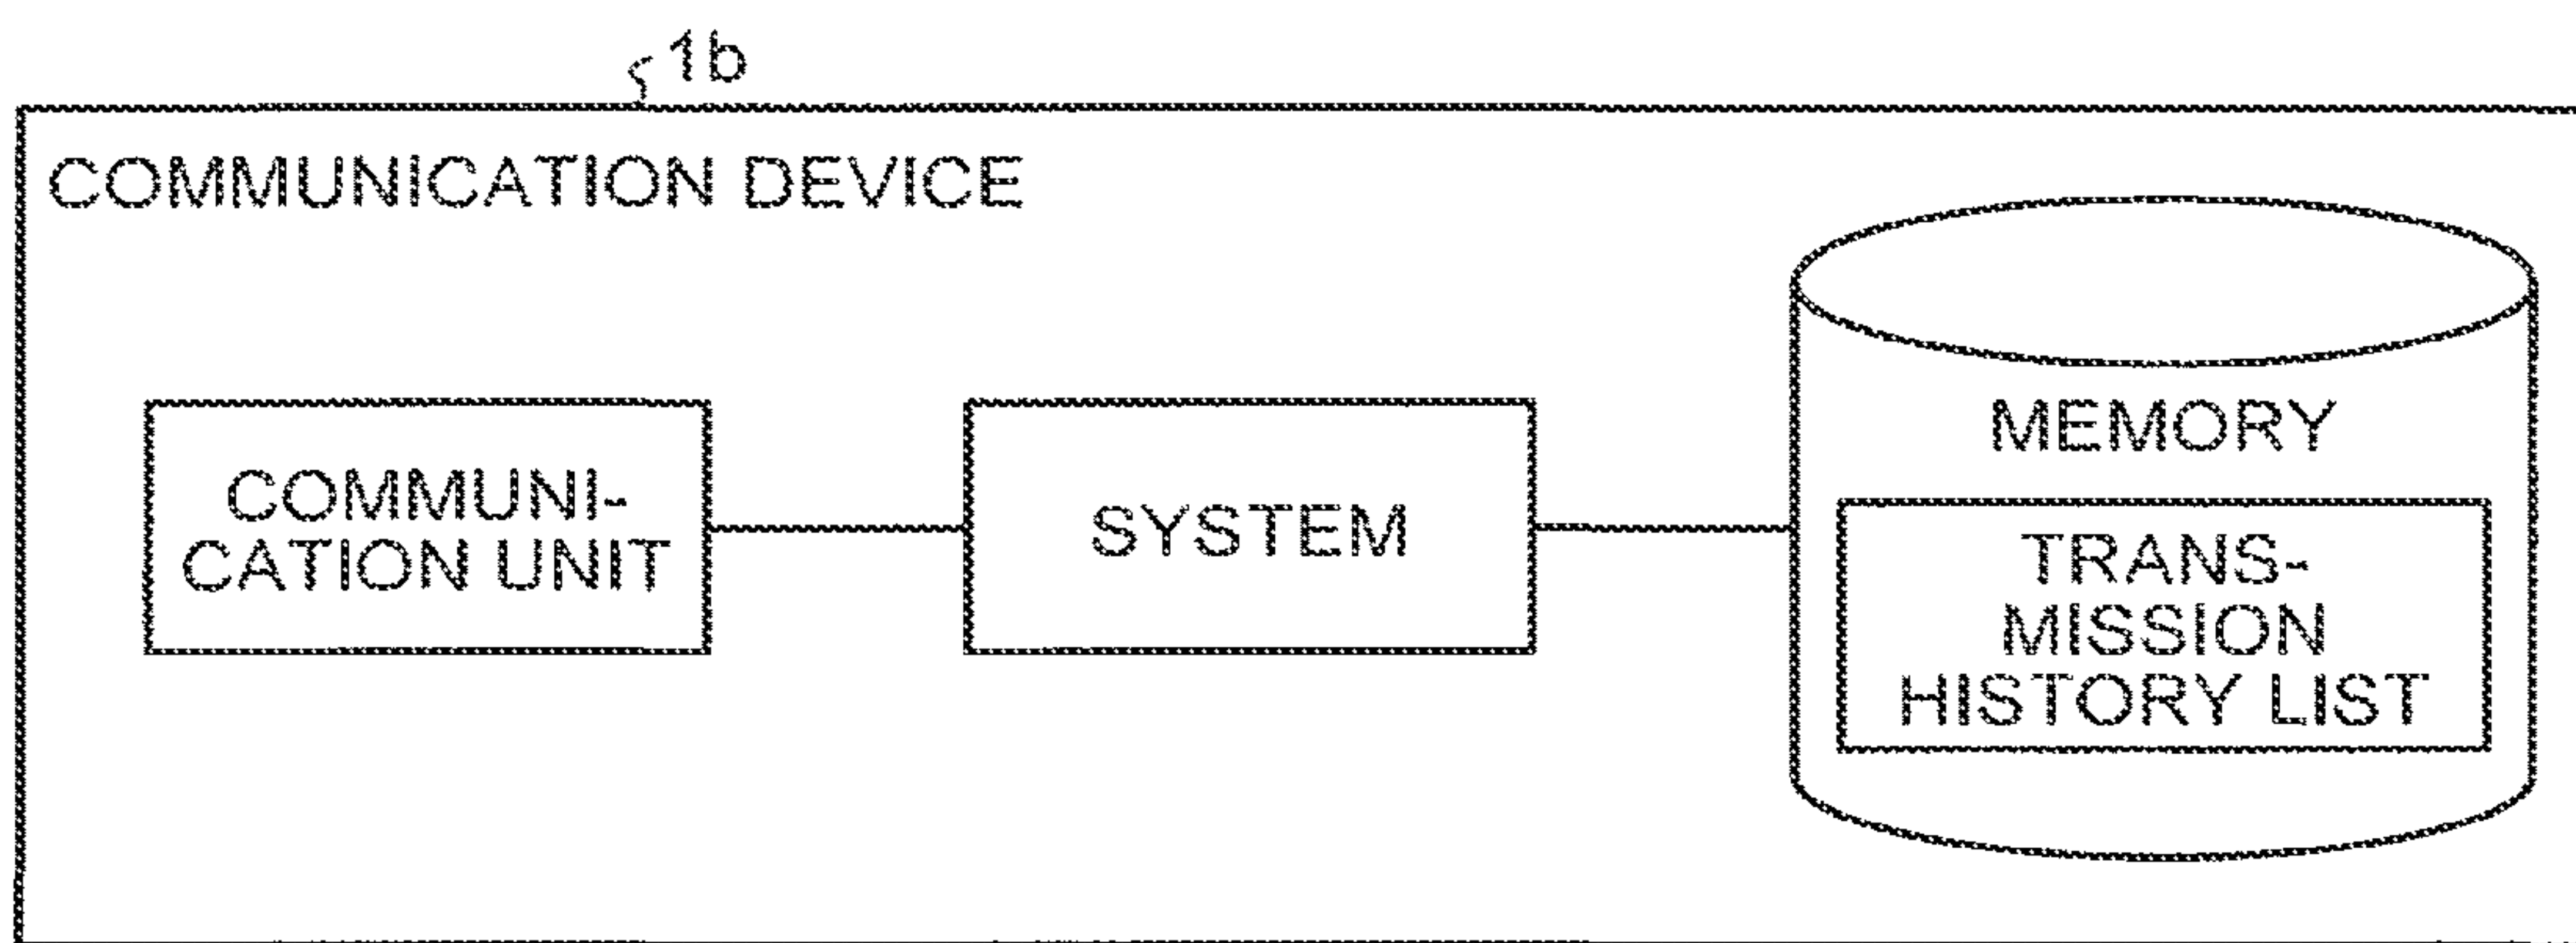 1b
COMMUNICATION DEVICE
COMMUNI-
CATION UNIT
SYSTEM
MEMORY
TRANS-
MISSION
HISTORY LIST